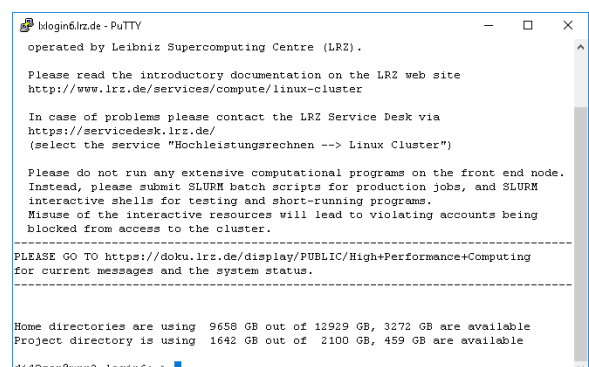 lxlogin6.lrz.de - PuTTY
operated by Leibniz Supercomputing Centre (LRZ).
Please read the introductory documentation on the LRZ web site
http://www.lrz.de/services/compute/linux-cluster
In case of problems please contact the LRZ Service Desk via
https://servicedesk.lrz.de/
(select the service "Hochleistungsrechnen --> Linux Cluster")
Please do not run any extensive computational programs on the front end node.
Instead, please submit SLURM batch scripts for production jobs, and SLURM
interactive shells for testing and short-running programs.
Misuse of the interactive resources will lead to violating accounts being
blocked from access to the cluster.
--------------------------------------------------------------------------------
PLEASE GO TO https://doku.lrz.de/display/PUBLIC/High+Performance+Computing
for current messages and the system status.
--------------------------------------------------------------------------------
Home directories are using 9658 GB out of 12929 GB, 3272 GB are available
Project directory is using 1642 GB out of 2100 GB, 459 GB are available